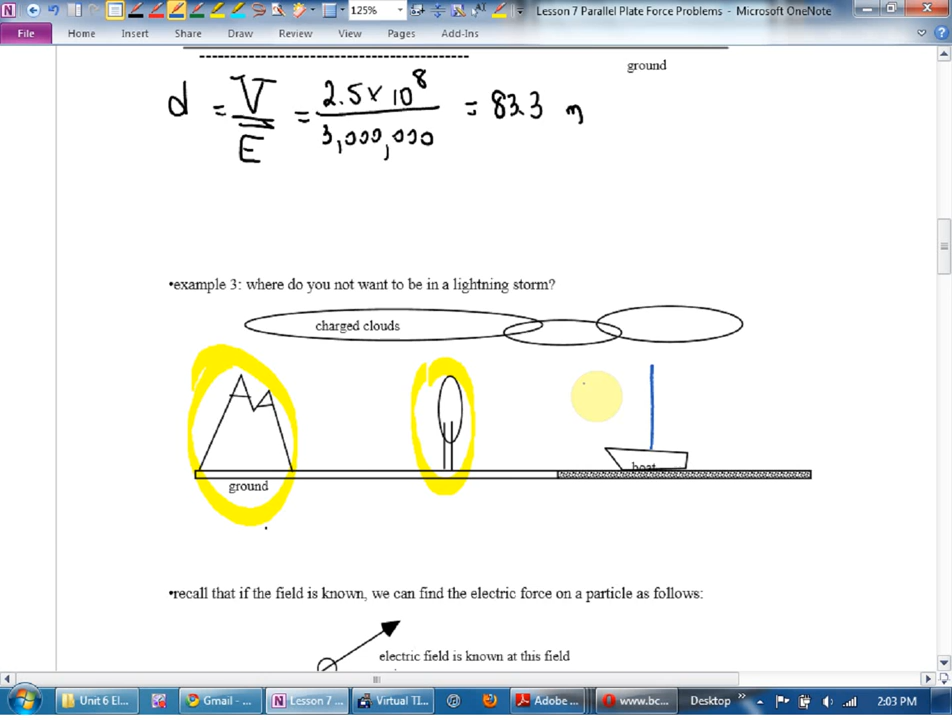 125%
Lesson 7 Parallel Plate Force Problems - Microsoft OneNote
File Home Insert Share Draw Review View Pages Add-Ins
ground
d = V/E = 2.5 × 10^8 / 3,000,000 = 83.3 m
•example 3: where do you not want to be in a lightning storm?
charged clouds
boat
ground
•recall that if the field is known, we can find the electric force on a particle as follows:
electric field is known at this field
Unit 6 El... Gmail - ... Lesson 7 ... Virtual TI... Adobe ... www.bc... Desktop » 2:03 PM